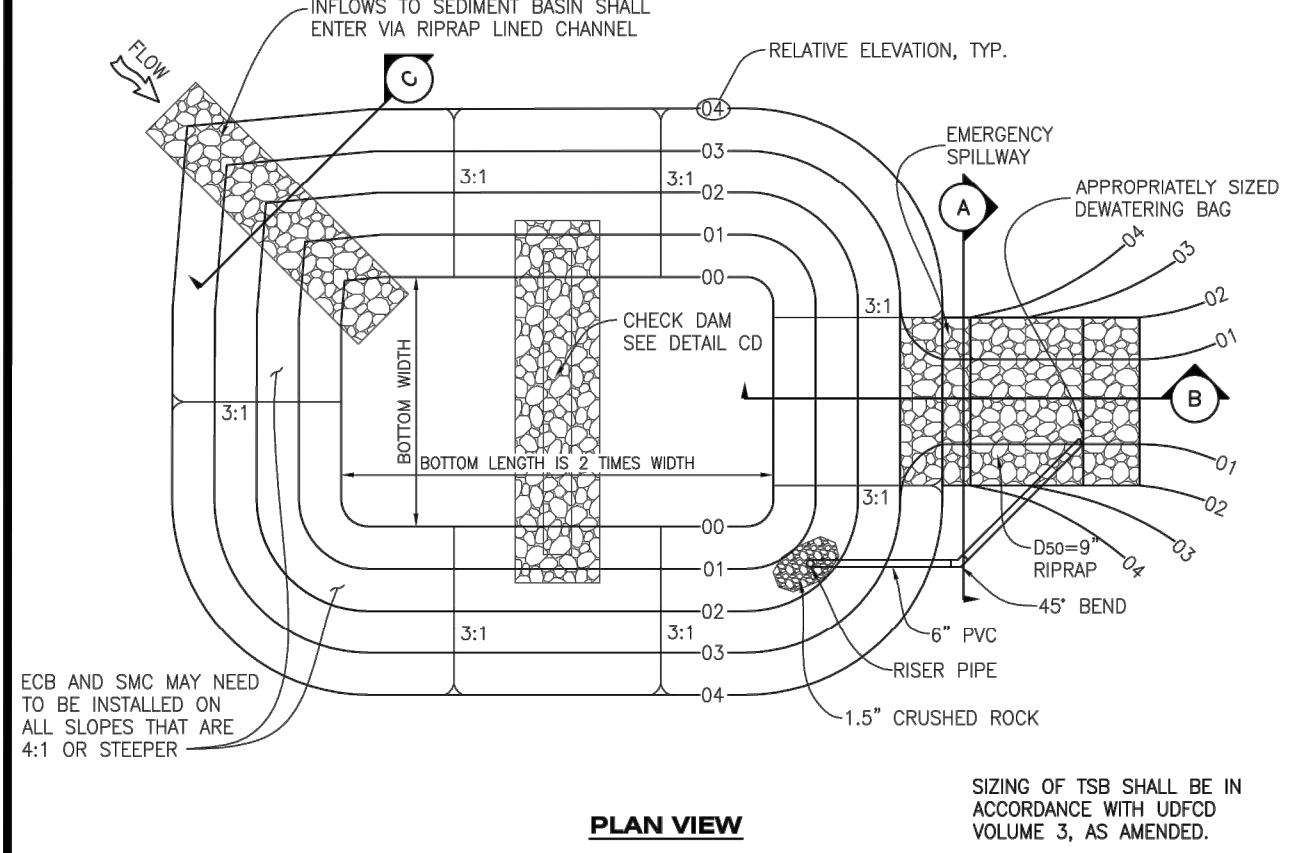 INFLOWS TO SEDIMENT BASIN SHALL
ENTER VIA RIPRAP LINED CHANNEL
FLOW
C
RELATIVE ELEVATION, TYP.
04
03
02
01
00
3:1
3:1
EMERGENCY
SPILLWAY
A
APPROPRIATELY SIZED
DEWATERING BAG
04
03
02
01
3:1
CHECK DAM
SEE DETAIL CD
BOTTOM WIDTH
B
3:1
BOTTOM LENGTH IS 2 TIMES WIDTH
01
02
03
04
3:1
00
01
02
03
04
3:1
3:1
D50=9"
RIPRAP
45° BEND
6" PVC
RISER PIPE
1.5" CRUSHED ROCK
ECB AND SMC MAY NEED
TO BE INSTALLED ON
ALL SLOPES THAT ARE
4:1 OR STEEPER
SIZING OF TSB SHALL BE IN
ACCORDANCE WITH UDFCD
VOLUME 3, AS AMENDED.
PLAN VIEW